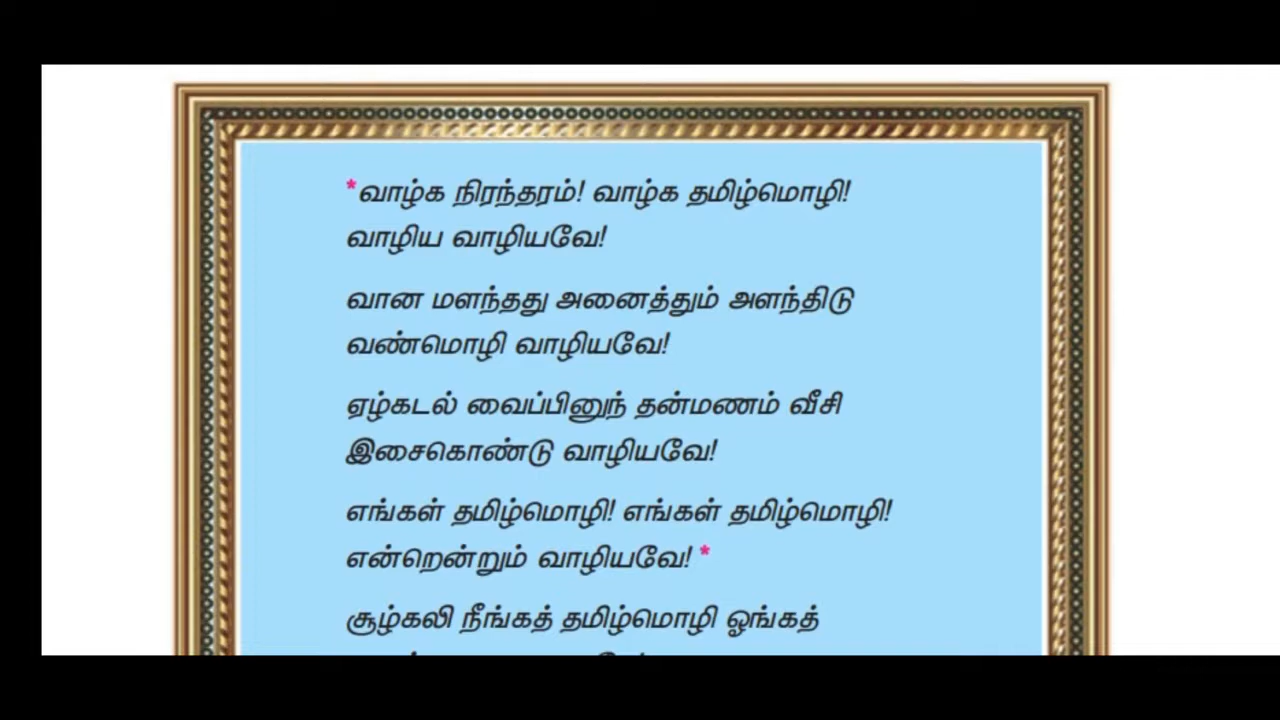 *வாழ்க நிரந்தரம்! வாழ்க தமிழ்மொழி!
வாழிய வாழியவே!
வான மளந்தது அனைத்தும் அளந்திடு
வண்மொழி வாழியவே!
ஏழ்கடல் வைப்பினுந் தன்மணம் வீசி
இசைகொண்டு வாழியவே!
எங்கள் தமிழ்மொழி! எங்கள் தமிழ்மொழி!
என்றென்றும் வாழியவே! *
சூழ்கலி நீங்கத் தமிழ்மொழி ஓங்கத்